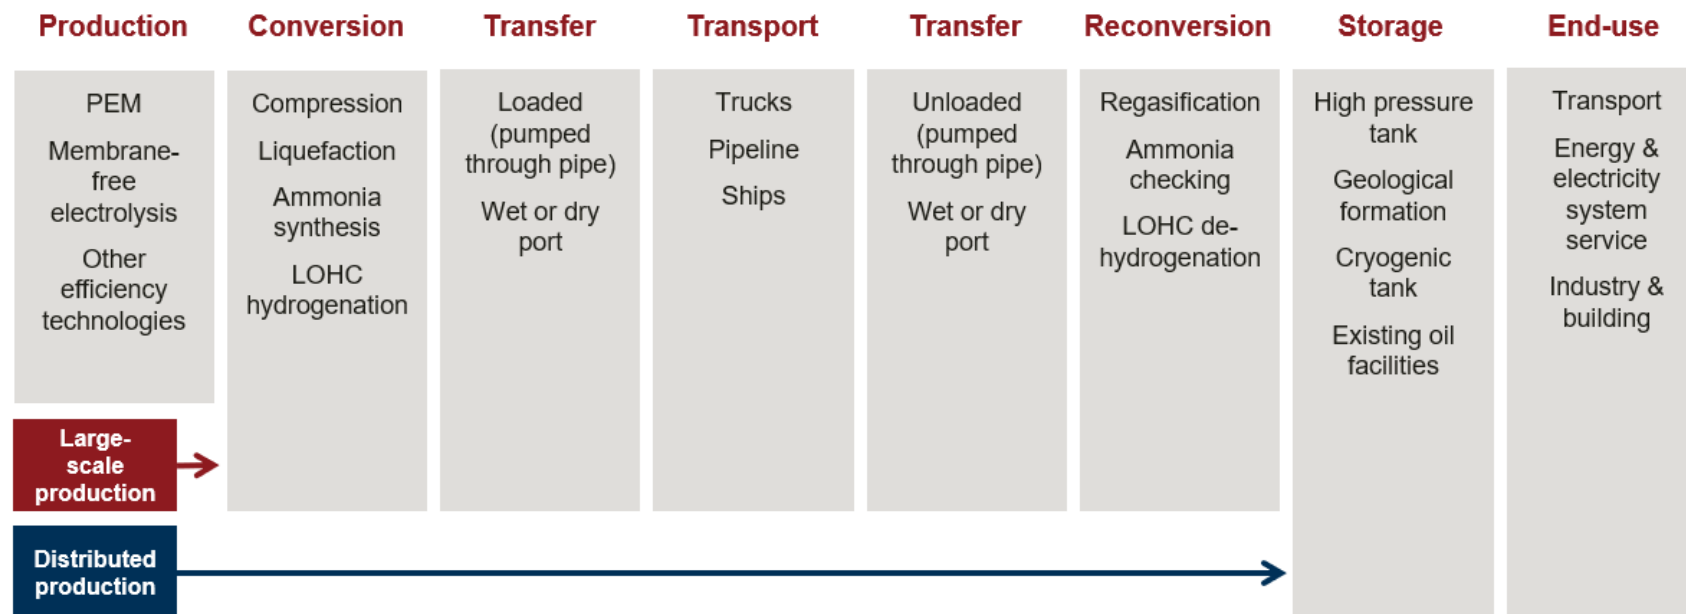 Production
Conversion
Transfer
Transport
Transfer
Reconversion
Storage
End-use
PEM
Membrane-
free
electrolysis
Other
efficiency
technologies
Compression
Liquefaction
Ammonia
synthesis
LOHC
hydrogenation
Loaded
(pumped
through pipe)
Wet or dry
port
Trucks
Pipeline
Ships
Unloaded
(pumped
through pipe)
Wet or dry
port
Regasification
Ammonia
checking
LOHC de-
hydrogenation
High pressure
tank
Geological
formation
Cryogenic
tank
Existing oil
facilities
Transport
Energy &
electricity
system
service
Industry &
building
Large-
scale
production
Distributed
production